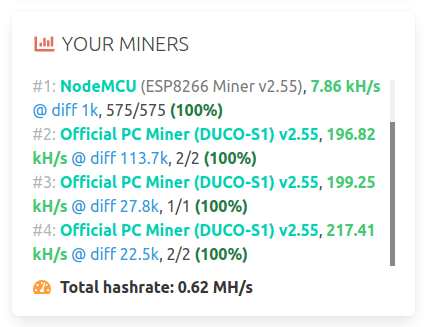 YOUR MINERS
#1: NodeMCU (ESP8266 Miner v2.55), 7.86 kH/s
@ diff 1k, 575/575 (100%)
#2: Official PC Miner (DUCO-S1) v2.55, 196.82
kH/s @ diff 113.7k, 2/2 (100%)
#3: Official PC Miner (DUCO-S1) v2.55, 199.25
kH/s @ diff 27.8k, 1/1 (100%)
#4: Official PC Miner (DUCO-S1) v2.55, 217.41
kH/s @ diff 22.5k, 2/2 (100%)
Total hashrate: 0.62 MH/s